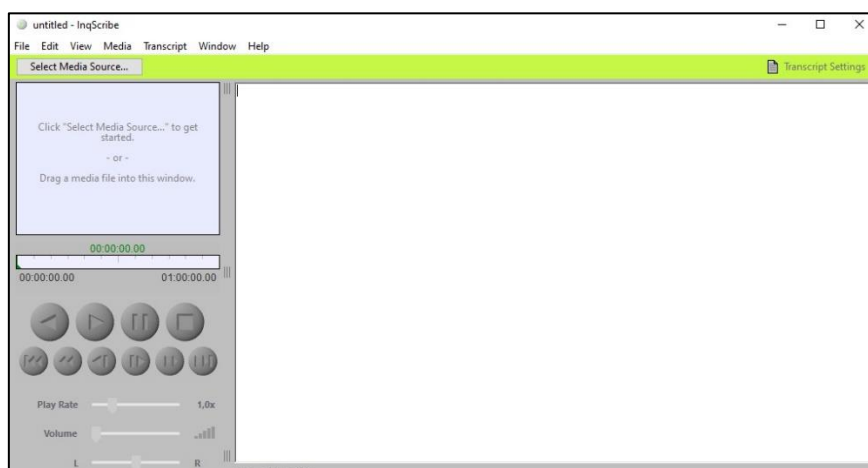 untitled - InqScribe
File Edit View Media Transcript Window Help
Select Media Source...
Transcript Settings
Click "Select Media Source..." to get
started.
- or -
Drag a media file into this window.
00:00:00.00
00:00:00.00 01:00:00.00
Play Rate 1,0x
Volume
L R